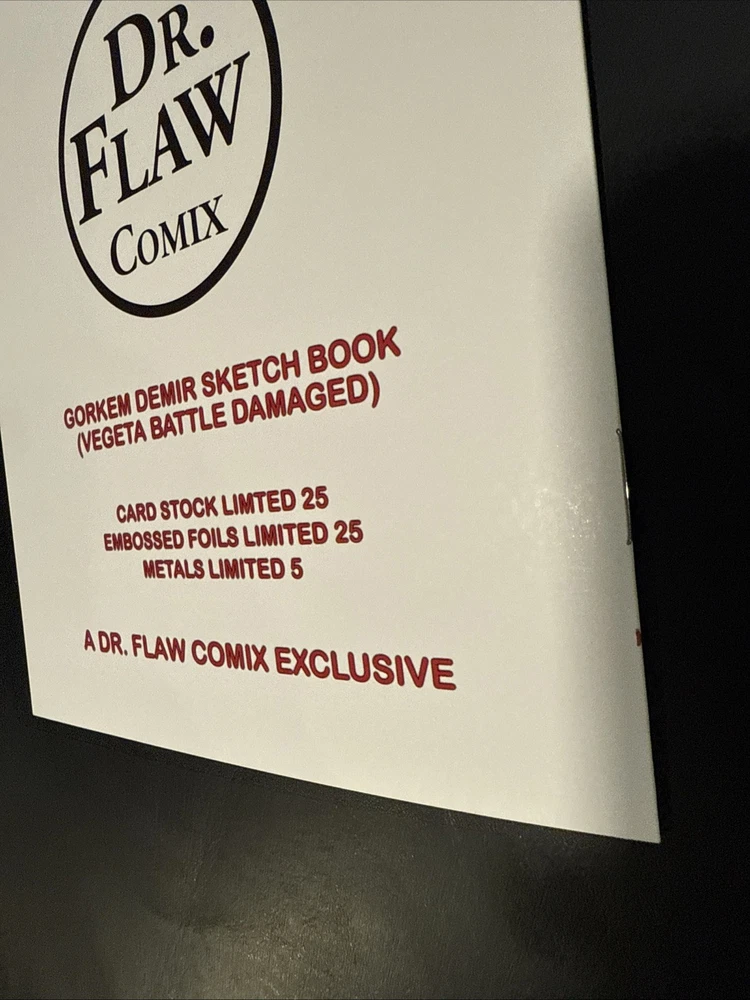 DR.
FLAW
COMIX
GORKEM DEMIR SKETCH BOOK
(VEGETA BATTLE DAMAGED)
CARD STOCK LIMTED 25
EMBOSSED FOILS LIMITED 25
METALS LIMITED 5
A DR. FLAW COMIX EXCLUSIVE